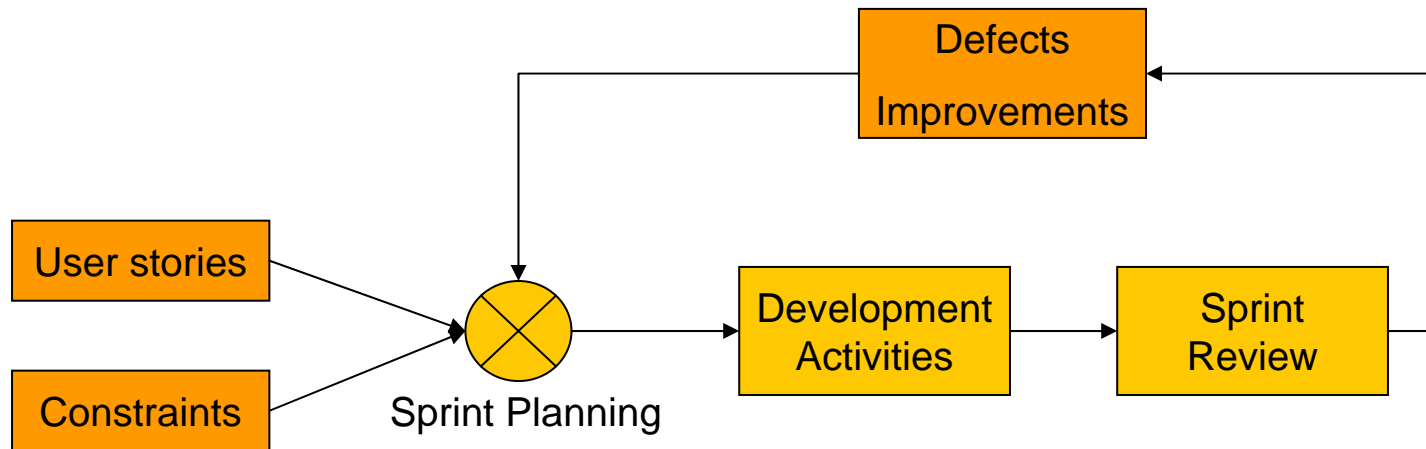 Defects
Improvements
User stories
Constraints
Sprint Planning
Development
Activities
Sprint
Review